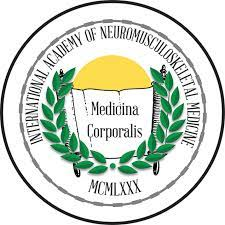 INTERNATIONAL ACADEMY OF NEUROMUSCULOSKELETAL MEDICINE
Medicina
Corporalis
MCMLXXX